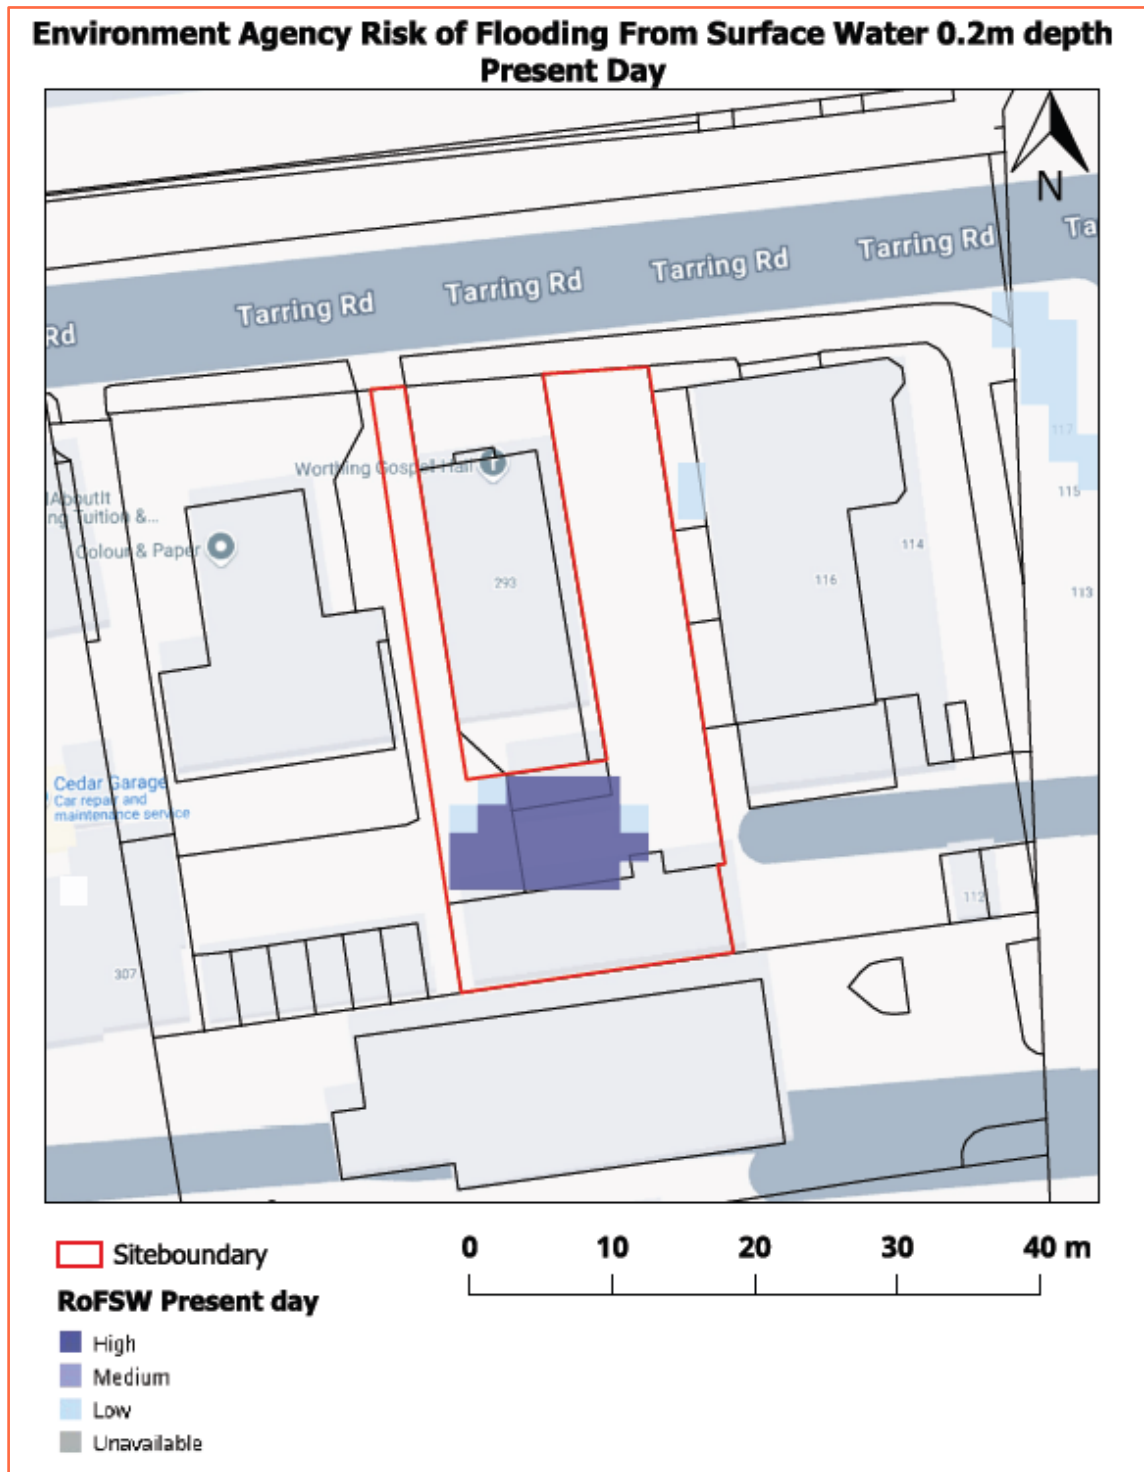 Environment Agency Risk of Flooding From Surface Water 0.2m depth
Present Day
N
Ta
Tarring Rd
Tarring Rd
Tarring Rd
Tarring Rd
Rd
Worthing Gospel Hall
lAboutIt
ng Tuition &...
Colour & Paper
293
116
114
117
115
113
Cedar Garage
Car repair and
maintenance service
307
112
Siteboundary
0 10 20 30 40 m
RoFSW Present day
High
Medium
Low
Unavailable